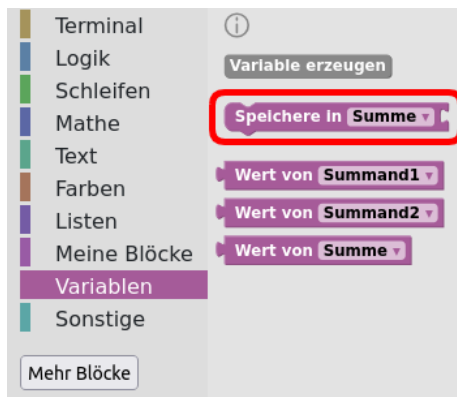 Terminal
Logik
Schleifen
Mathe
Text
Farben
Listen
Meine Blöcke
Variablen
Sonstige
Mehr Blöcke
Variable erzeugen
Speichere in Summe
Wert von Summand1
Wert von Summand2
Wert von Summe